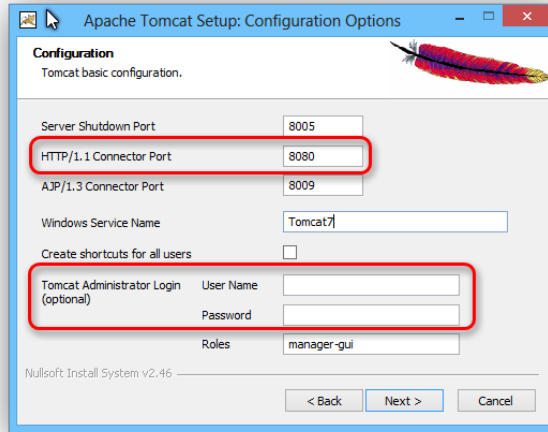 Apache Tomcat Setup: Configuration Options
Configuration
Tomcat basic configuration.
Server Shutdown Port 8005
HTTP/1.1 Connector Port 8080
AJP/1.3 Connector Port 8009
Windows Service Name Tomcat7
Create shortcuts for all users
Tomcat Administrator Login User Name
(optional)
Password
Roles manager-gui
Nullsoft Install System v2.46
< Back Next > Cancel